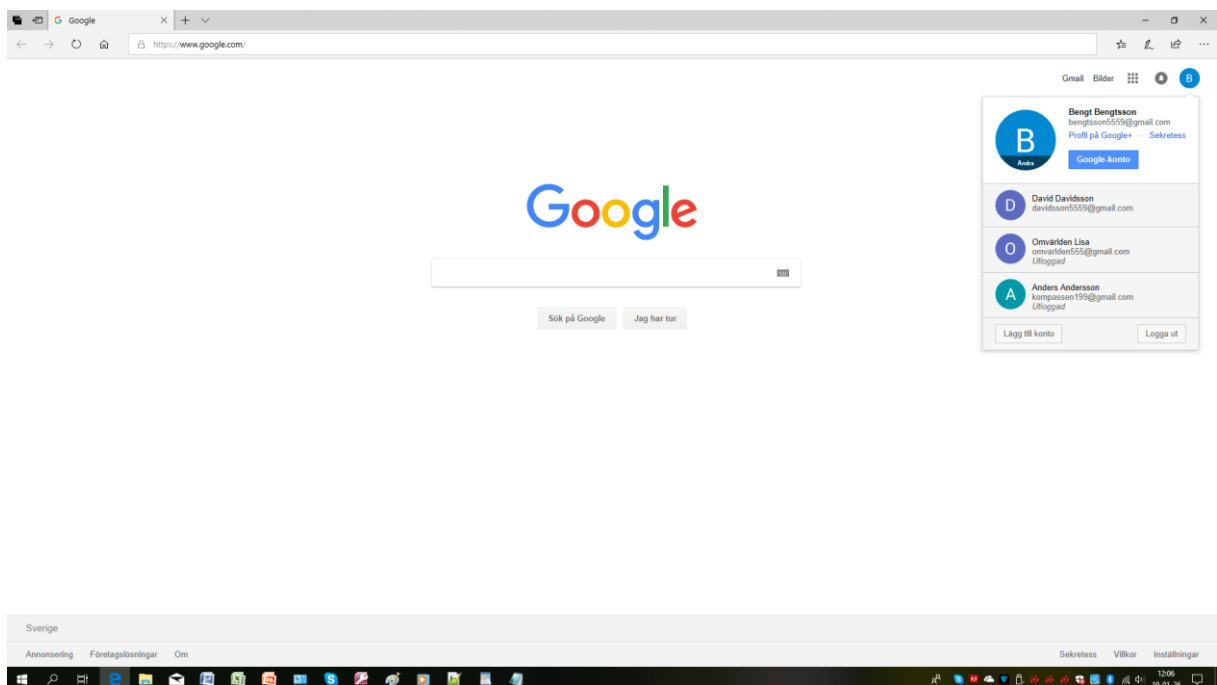 Google
https://www.google.com/
Gmail Bilder B
Bengt Bengtsson
bengtsson5559@gmail.com
Profil på Google+ – Sekretess
B
Ändra
Google-konto
D
David Davidsson
davidsson5559@gmail.com
O
Omvärlden Lisa
omvarlden555@gmail.com
Utloggad
A
Anders Andersson
kompassen199@gmail.com
Utloggad
Lägg till konto Logga ut
Google
Sök på Google Jag har tur
Sverige
Annonsering Företagslösningar Om Sekretess Villkor Inställningar
12:06
19-01-26